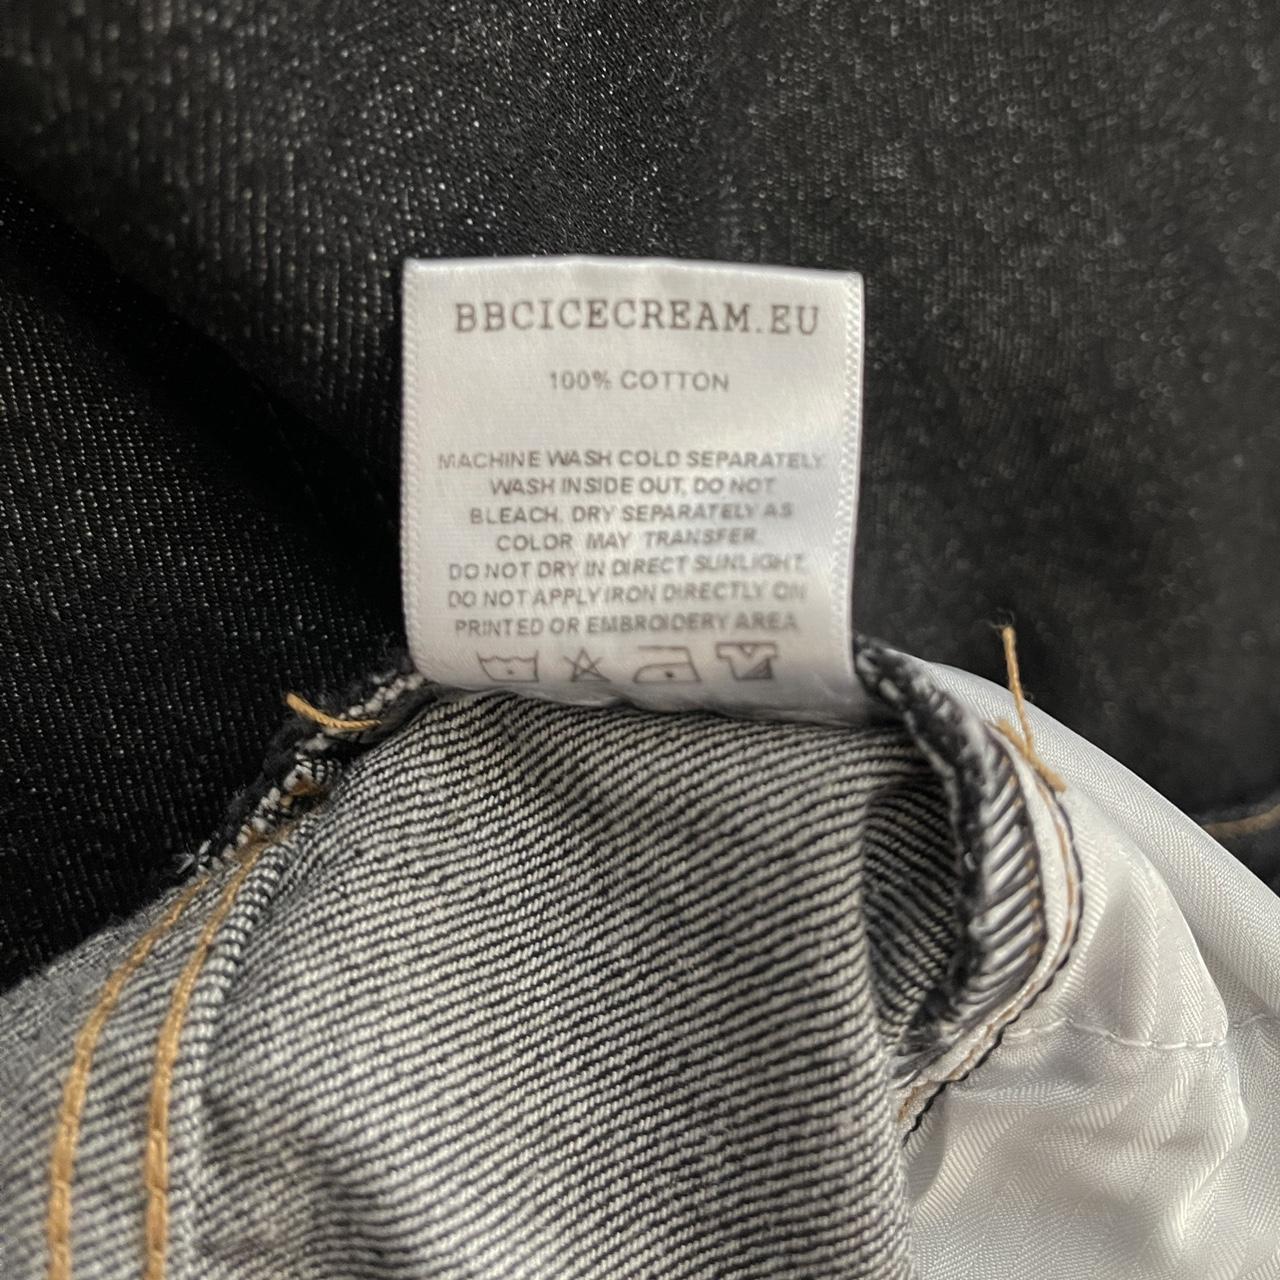 BBCICECREAM.EU
100% COTTON
MACHINE WASH COLD SEPARATELY.
WASH INSIDE OUT, DO NOT
BLEACH, DRY SEPARATELY AS
COLOR MAY TRANSFER.
DO NOT DRY IN DIRECT SUNLIGHT.
DO NOT APPLY IRON DIRECTLY ON
PRINTED OR EMBROIDERY AREA